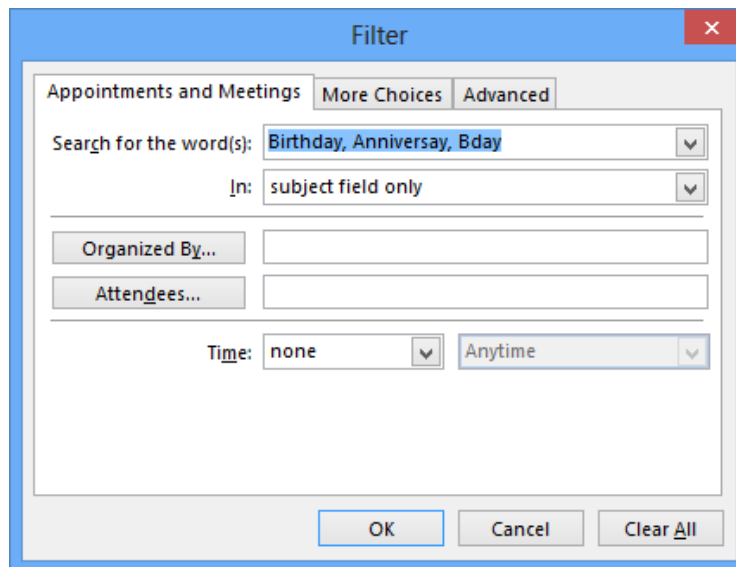 Filter
Appointments and Meetings More Choices Advanced
Search for the word(s): Birthday, Anniversay, Bday
In: subject field only
Organized By...
Attendees...
Time: none Anytime
OK Cancel Clear All